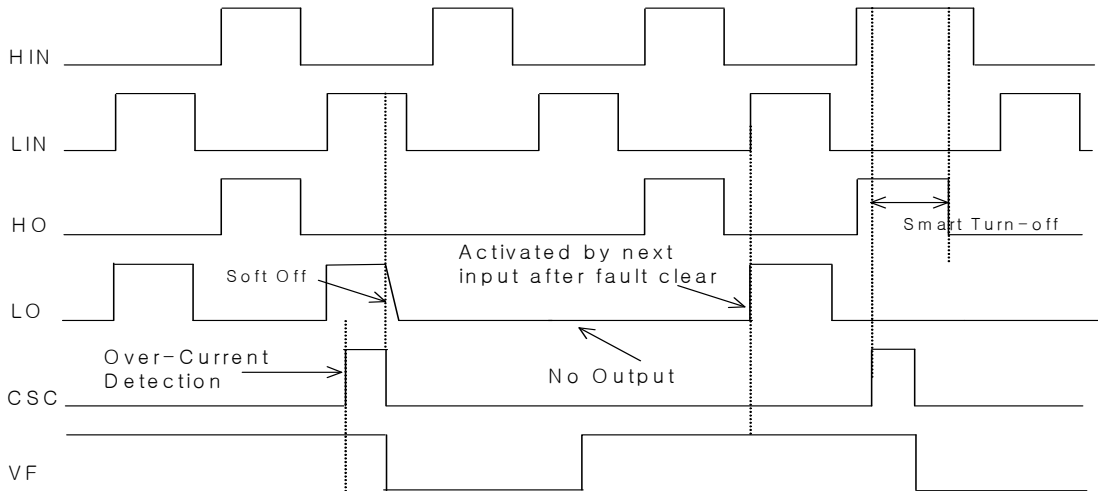 HIN
LIN
HO
Smart Turn-off
Activated by next
input after fault clear
Soft Off
LO
Over-Current
Detection
No Output
CSC
VF